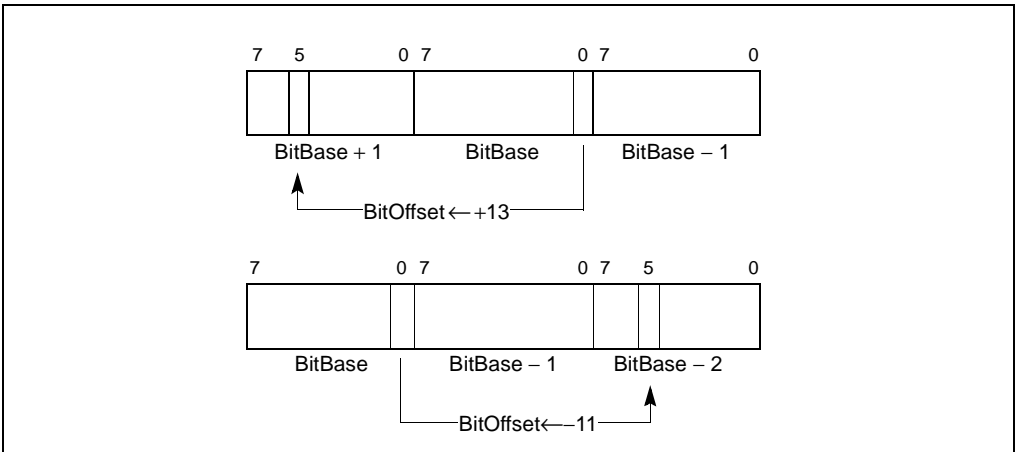 7 5 0 7 0 7 0
BitBase + 1 BitBase BitBase − 1
BitOffset←+13
7 0 7 0 7 5 0
BitBase BitBase − 1 BitBase − 2
BitOffset←−11